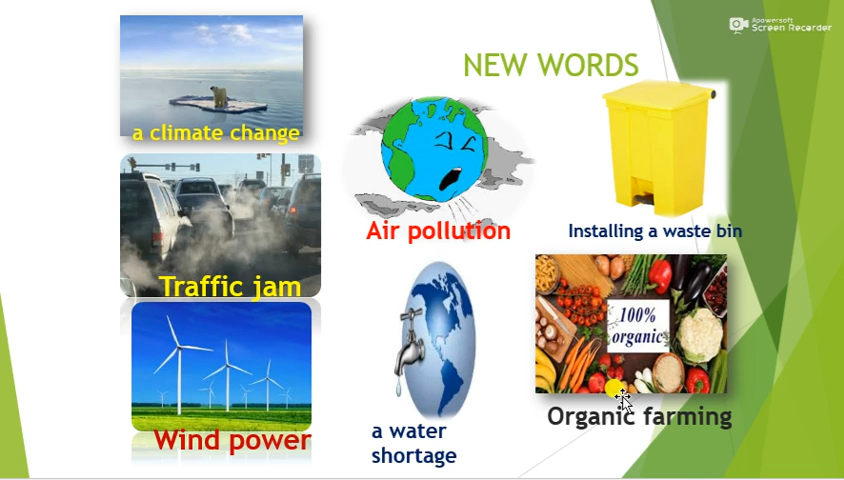 Apowersoft
Screen Recorder
NEW WORDS
a climate change
Air pollution
Installing a waste bin
Traffic jam
100%
organic
Wind power
a water
shortage
Organic farming